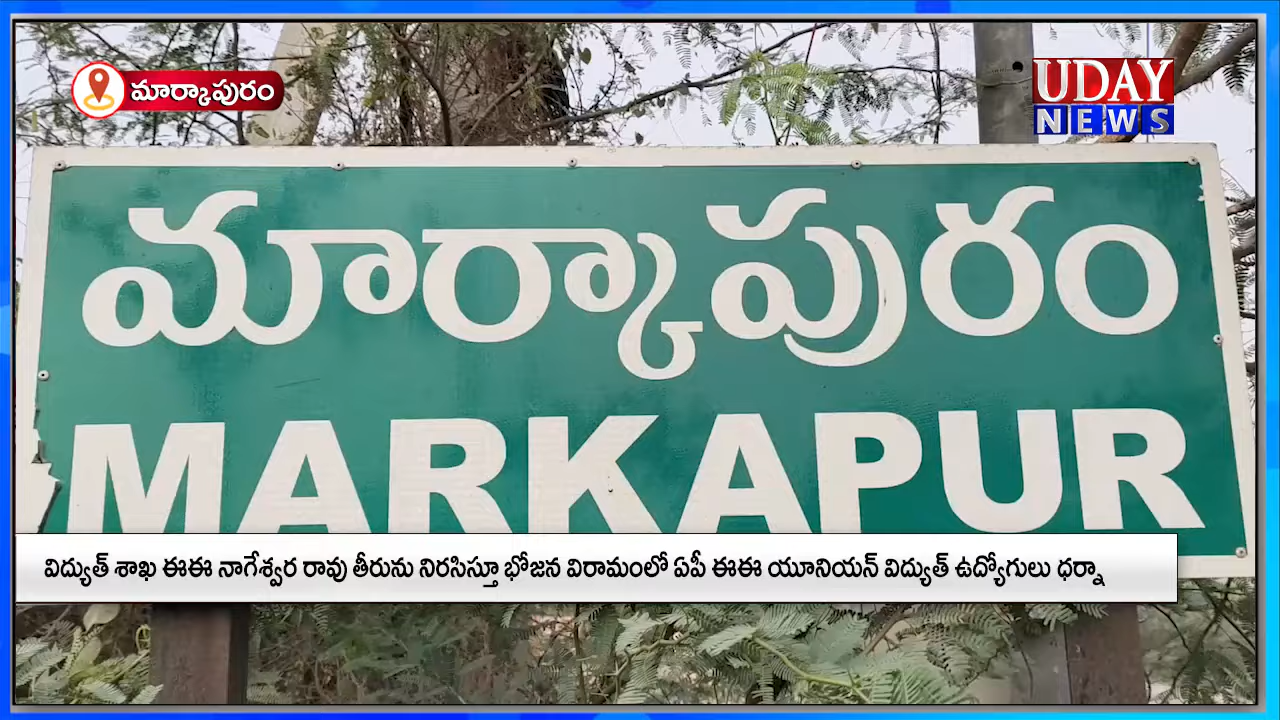 మార్కాపురం
UDAY
NEWS
మార్కాపురం
MARKAPUR
విద్యుత్ శాఖ ఈఈ నాగేశ్వర రావు తీరును నిరసిస్తూ భోజన విరామంలో ఏపీ ఈఈ యూనియన్ విద్యుత్ ఉద్యోగులు ధర్నా